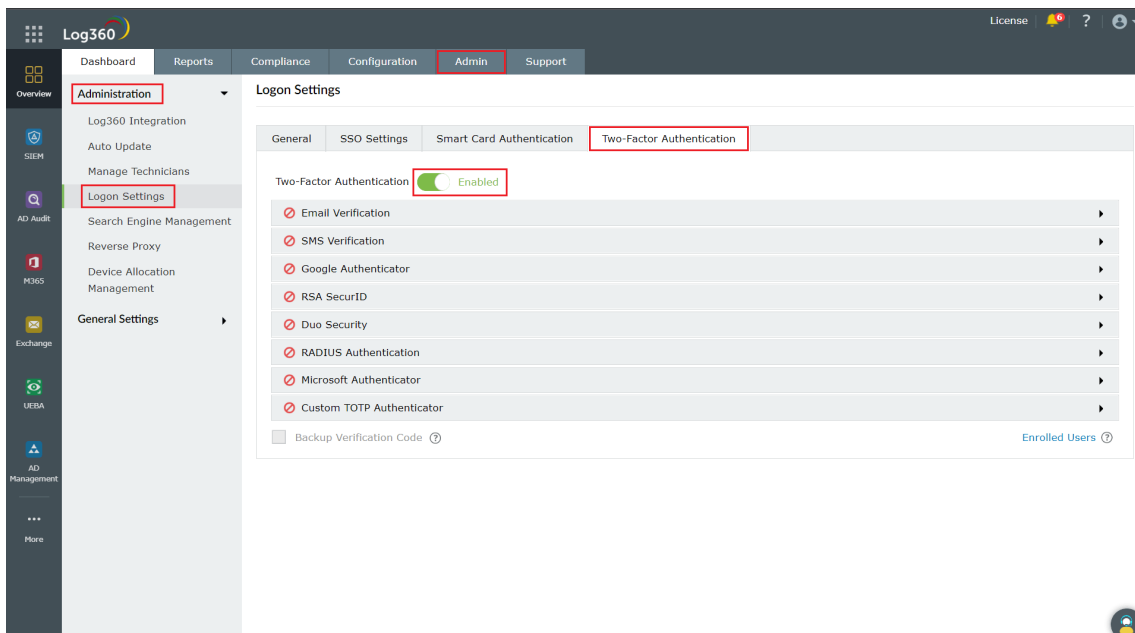 License
6
?
Log360
Dashboard
Reports
Compliance
Configuration
Admin
Support
Overview
SIEM
AD Audit
M365
Exchange
UEBA
AD
Management
More
Administration
Log360 Integration
Auto Update
Manage Technicians
Logon Settings
Search Engine Management
Reverse Proxy
Device Allocation
Management
General Settings
Logon Settings
General
SSO Settings
Smart Card Authentication
Two-Factor Authentication
Two-Factor Authentication Enabled
Email Verification
SMS Verification
Google Authenticator
RSA SecurID
Duo Security
RADIUS Authentication
Microsoft Authenticator
Custom TOTP Authenticator
Backup Verification Code ?
Enrolled Users ?